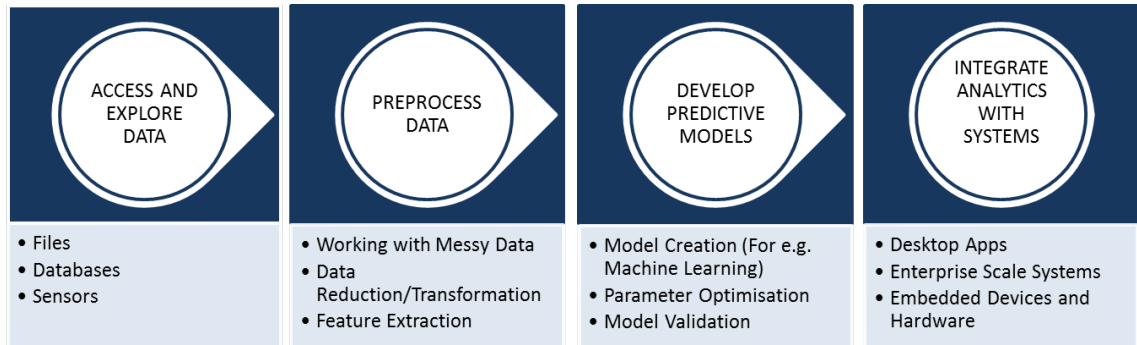 ACCESS AND
EXPLORE
DATA
• Files
• Databases
• Sensors
PREPROCESS
DATA
• Working with Messy Data
• Data
Reduction/Transformation
• Feature Extraction
DEVELOP
PREDICTIVE
MODELS
• Model Creation (For e.g.
Machine Learning)
• Parameter Optimisation
• Model Validation
INTEGRATE
ANALYTICS
WITH
SYSTEMS
• Desktop Apps
• Enterprise Scale Systems
• Embedded Devices and
Hardware